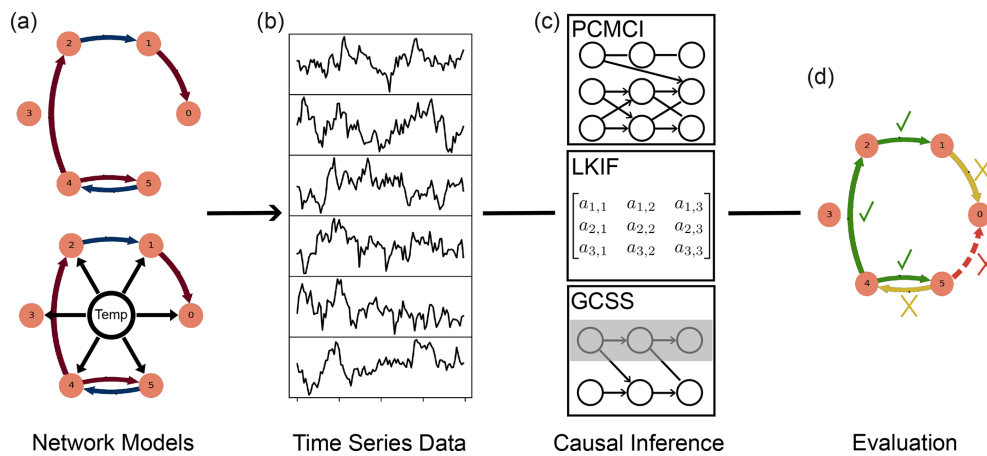 (a)
2
1
3
0
4
5
2
1
3
Temp
0
4
5
Network Models
(b)
Time Series Data
(c)
PCMCI
LKIF
a1,1 a1,2 a1,3
a2,1 a2,2 a2,3
a3,1 a3,2 a3,3
GCSS
Causal Inference
(d)
2
1
3
0
4
5
Evaluation